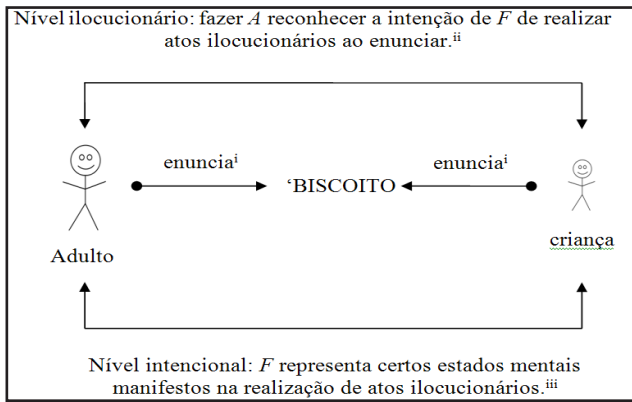 Nível ilocucionário: fazer A reconhecer a intenção de F de realizar
atos ilocucionários ao enunciar.ii
enunciai
enunciai
‘BISCOITO
Adulto
criança
Nível intencional: F representa certos estados mentais
manifestos na realização de atos ilocucionários.iii